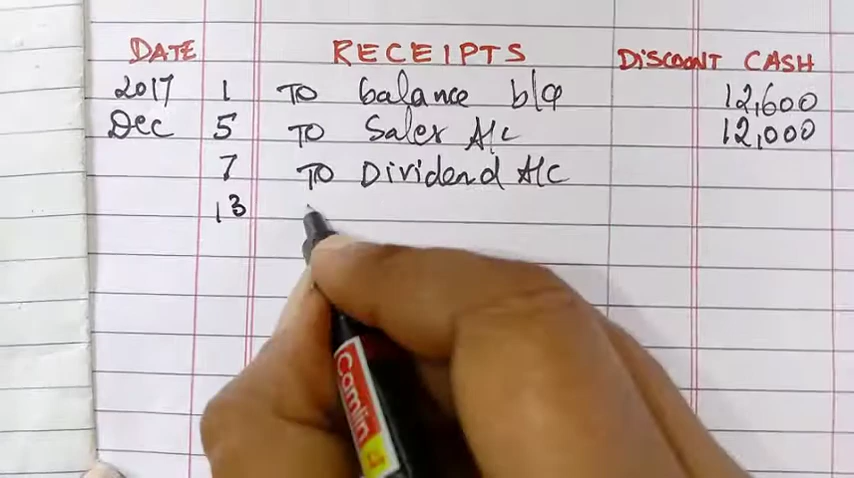 DATE RECEIPTS DISCOUNT CASH
2017 1 TO balance b/d 12,600
Dec 5 TO Sales A/c 12,000
7 TO Dividend A/c
13
Camlin